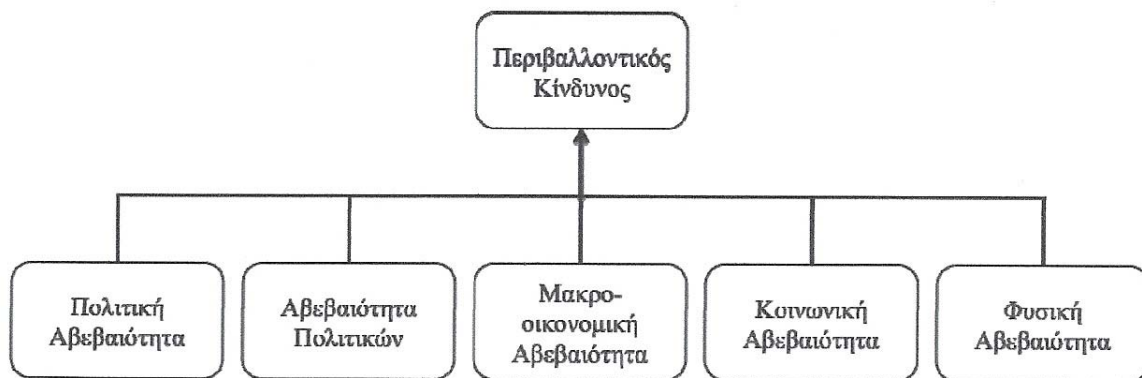 Περιβαλλοντικός
Κίνδυνος
Πολιτική
Αβεβαιότητα
Αβεβαιότητα
Πολιτικών
Μακρο-
οικονομική
Αβεβαιότητα
Κοινωνική
Αβεβαιότητα
Φυσική
Αβεβαιότητα